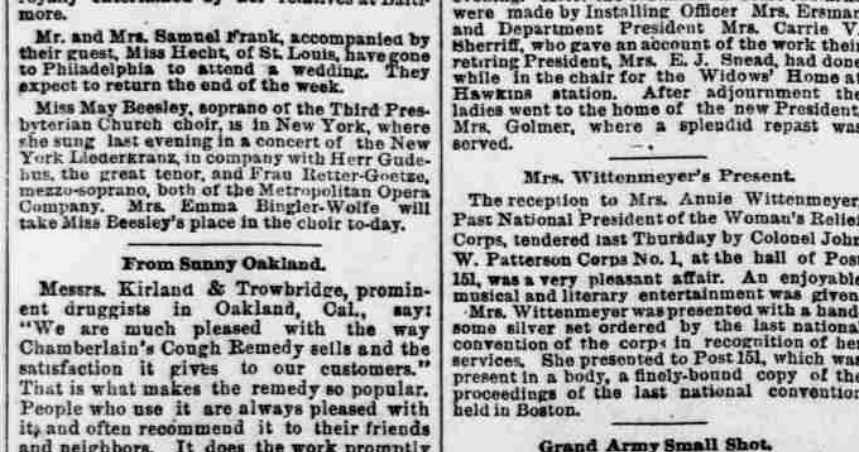 more.
Mr. and Mrs. Samuel Frank, accompanied by
their guest, Miss Hecht, of St. Louis, have gone
to Philadelphia to attend a wedding. They
expect to return the end of the week.
Miss May Beesley, soprano of the Third Pres-
byterian Church choir, is in New York, where
she sung last evening in a concert of the New
York Liederkranz, in company with Herr Gude-
hus, the great tenor, and Frau Retter-Goetze,
mezzo-soprano, both of the Metropolitan Opera
Company. Mrs. Emma Bingler-Wolfe will
take Miss Beesley's place in the choir to-day.
From Sunny Oakland.
Messrs. Kirland & Trowbridge, promin-
ent druggists in Oakland, Cal., say:
"We are much pleased with the way
Chamberlain's Cough Remedy sells and the
satisfaction it gives to our customers."
That is what makes the remedy so popular.
People who use it are always pleased with
it, and often recommend it to their friends
and neighbors. It does the work promptly
were made by Installing Officer Mrs. Ersman
and Department President Mrs. Carrie V.
Sherriff, who gave an account of the work their
retiring President, Mrs. E. J. Snead, had done
while in the chair for the Widows' Home at
Hawkins station. After adjournment the
ladies went to the home of the new President,
Mrs. Golmer, where a splendid repast was
served.
Mrs. Wittenmeyer's Present.
The reception to Mrs. Annie Wittenmeyer,
Past National President of the Woman's Relief
Corps, tendered last Thursday by Colonel John
W. Patterson Corps No. 1, at the hall of Post
151, was a very pleasant affair. An enjoyable
musical and literary entertainment was given.
Mrs. Wittenmeyer was presented with a hand-
some silver set ordered by the last national
convention of the corps in recognition of her
services. She presented to Post 151, which was
present in a body, a finely-bound copy of the
proceedings of the last national convention
held in Boston.
Grand Army Small Shot.